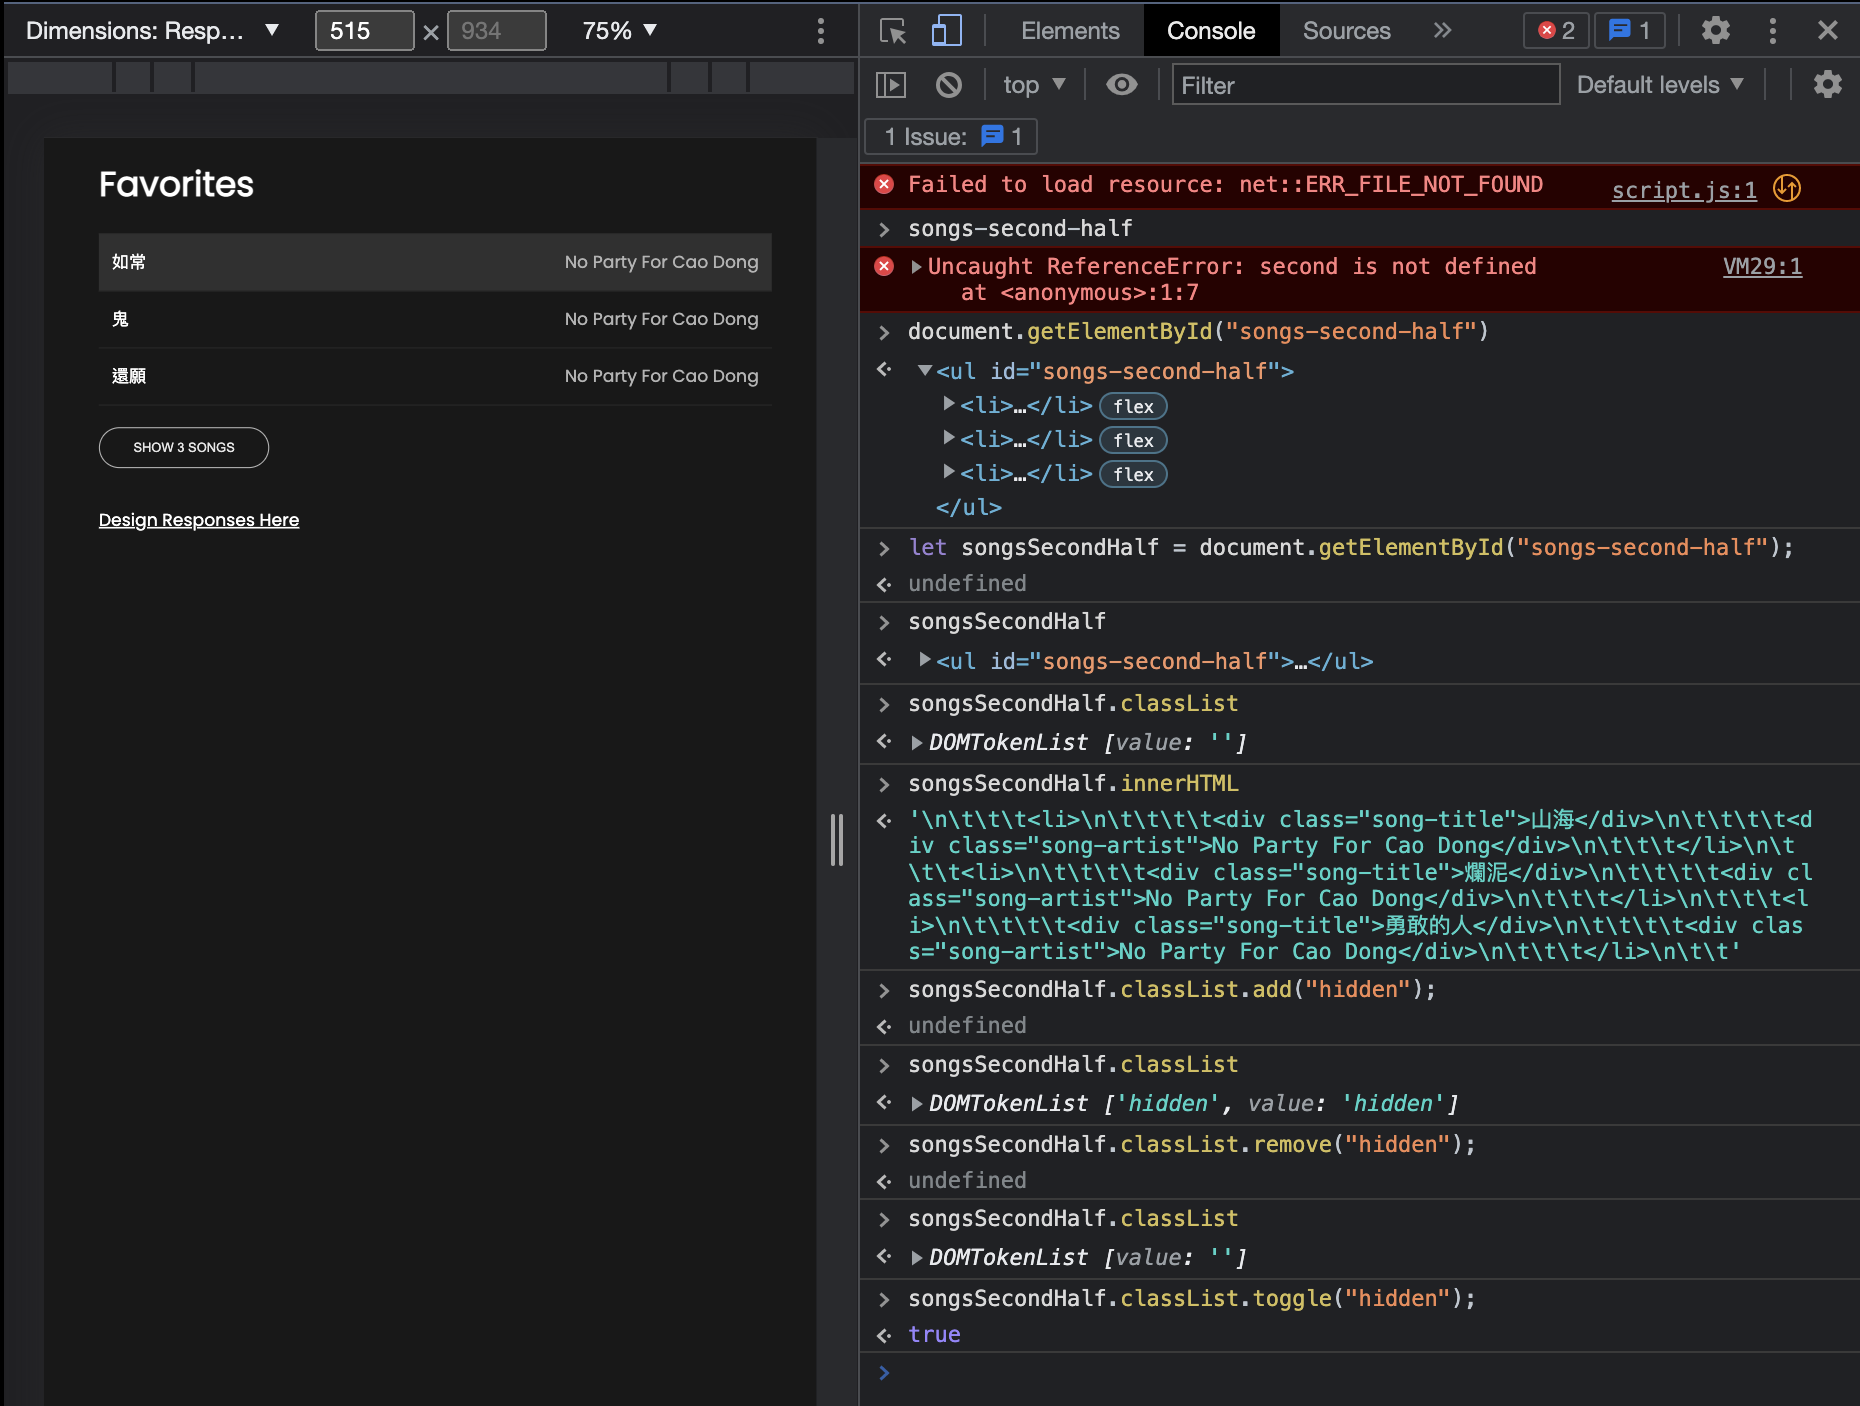 Dimensions: Resp… ▼ 515 × 934 75% ▼
Favorites
如常 No Party For Cao Dong
鬼 No Party For Cao Dong
還願 No Party For Cao Dong
SHOW 3 SONGS
Design Responses Here
Elements Console Sources » 2 1
top ▼ Filter Default levels ▼
1 Issue: 1
Failed to load resource: net::ERR_FILE_NOT_FOUND script.js:1
songs-second-half
Uncaught ReferenceError: second is not defined VM29:1
at <anonymous>:1:7
document.getElementById("songs-second-half")
<ul id="songs-second-half">
<li>…</li> flex
<li>…</li> flex
<li>…</li> flex
</ul>
let songsSecondHalf = document.getElementById("songs-second-half");
undefined
songsSecondHalf
<ul id="songs-second-half">…</ul>
songsSecondHalf.classList
DOMTokenList [value: '']
songsSecondHalf.innerHTML
'\n\t\t\t<li>\n\t\t\t\t<div class="song-title">山海</div>\n\t\t\t\t<d
iv class="song-artist">No Party For Cao Dong</div>\n\t\t\t</li>\n\t
\t\t<li>\n\t\t\t\t<div class="song-title">爛泥</div>\n\t\t\t\t<div cl
ass="song-artist">No Party For Cao Dong</div>\n\t\t\t</li>\n\t\t\t<l
i>\n\t\t\t\t<div class="song-title">勇敢的人</div>\n\t\t\t\t<div clas
s="song-artist">No Party For Cao Dong</div>\n\t\t\t</li>\n\t\t'
songsSecondHalf.classList.add("hidden");
undefined
songsSecondHalf.classList
DOMTokenList ['hidden', value: 'hidden']
songsSecondHalf.classList.remove("hidden");
undefined
songsSecondHalf.classList
DOMTokenList [value: '']
songsSecondHalf.classList.toggle("hidden");
true